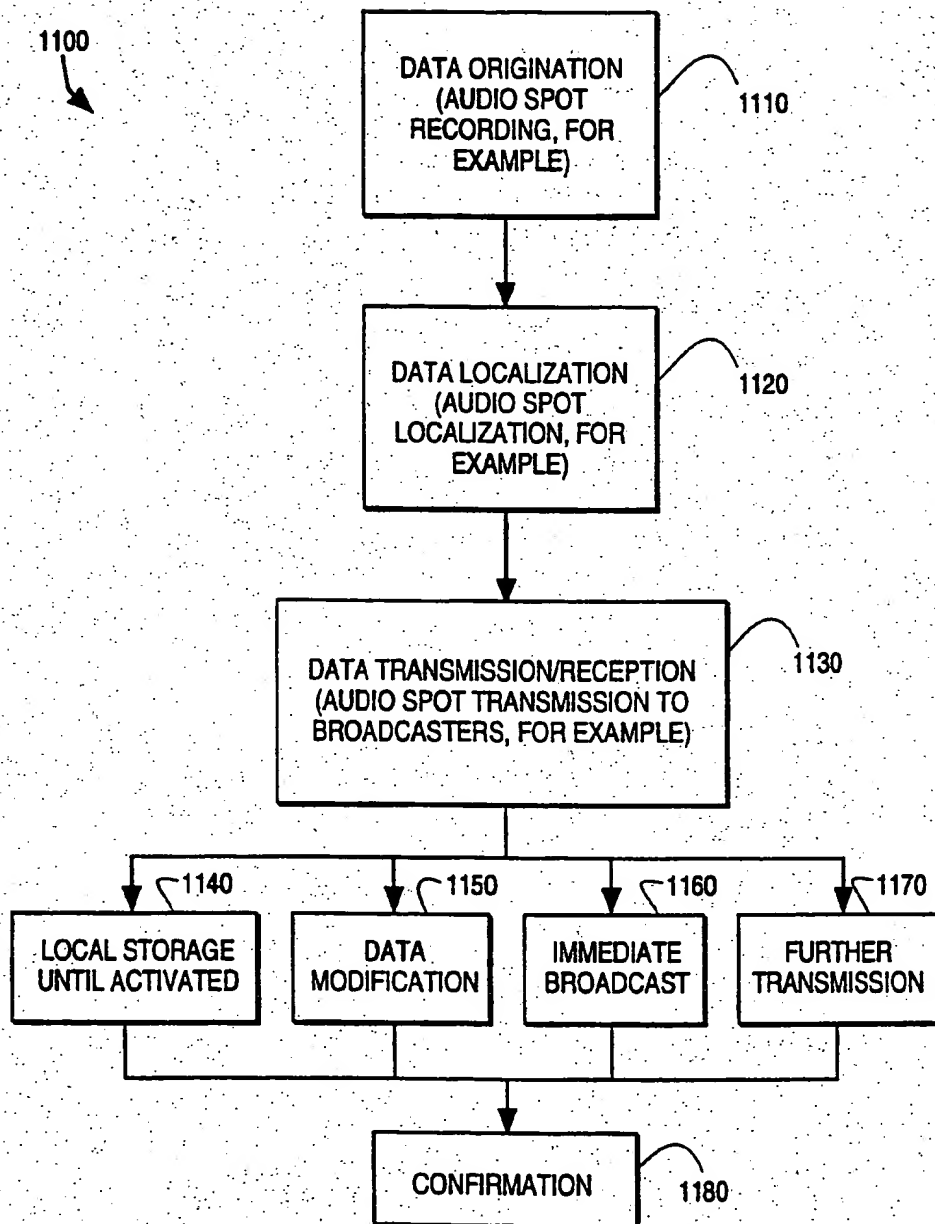 1100
DATA ORIGINATION
(AUDIO SPOT
RECORDING, FOR
EXAMPLE)
1110
DATA LOCALIZATION
(AUDIO SPOT
LOCALIZATION, FOR
EXAMPLE)
1120
DATA TRANSMISSION/RECEPTION
(AUDIO SPOT TRANSMISSION TO
BROADCASTERS, FOR EXAMPLE)
1130
1140
LOCAL STORAGE
UNTIL ACTIVATED
1150
DATA
MODIFICATION
1160
IMMEDIATE
BROADCAST
1170
FURTHER
TRANSMISSION
CONFIRMATION
1180